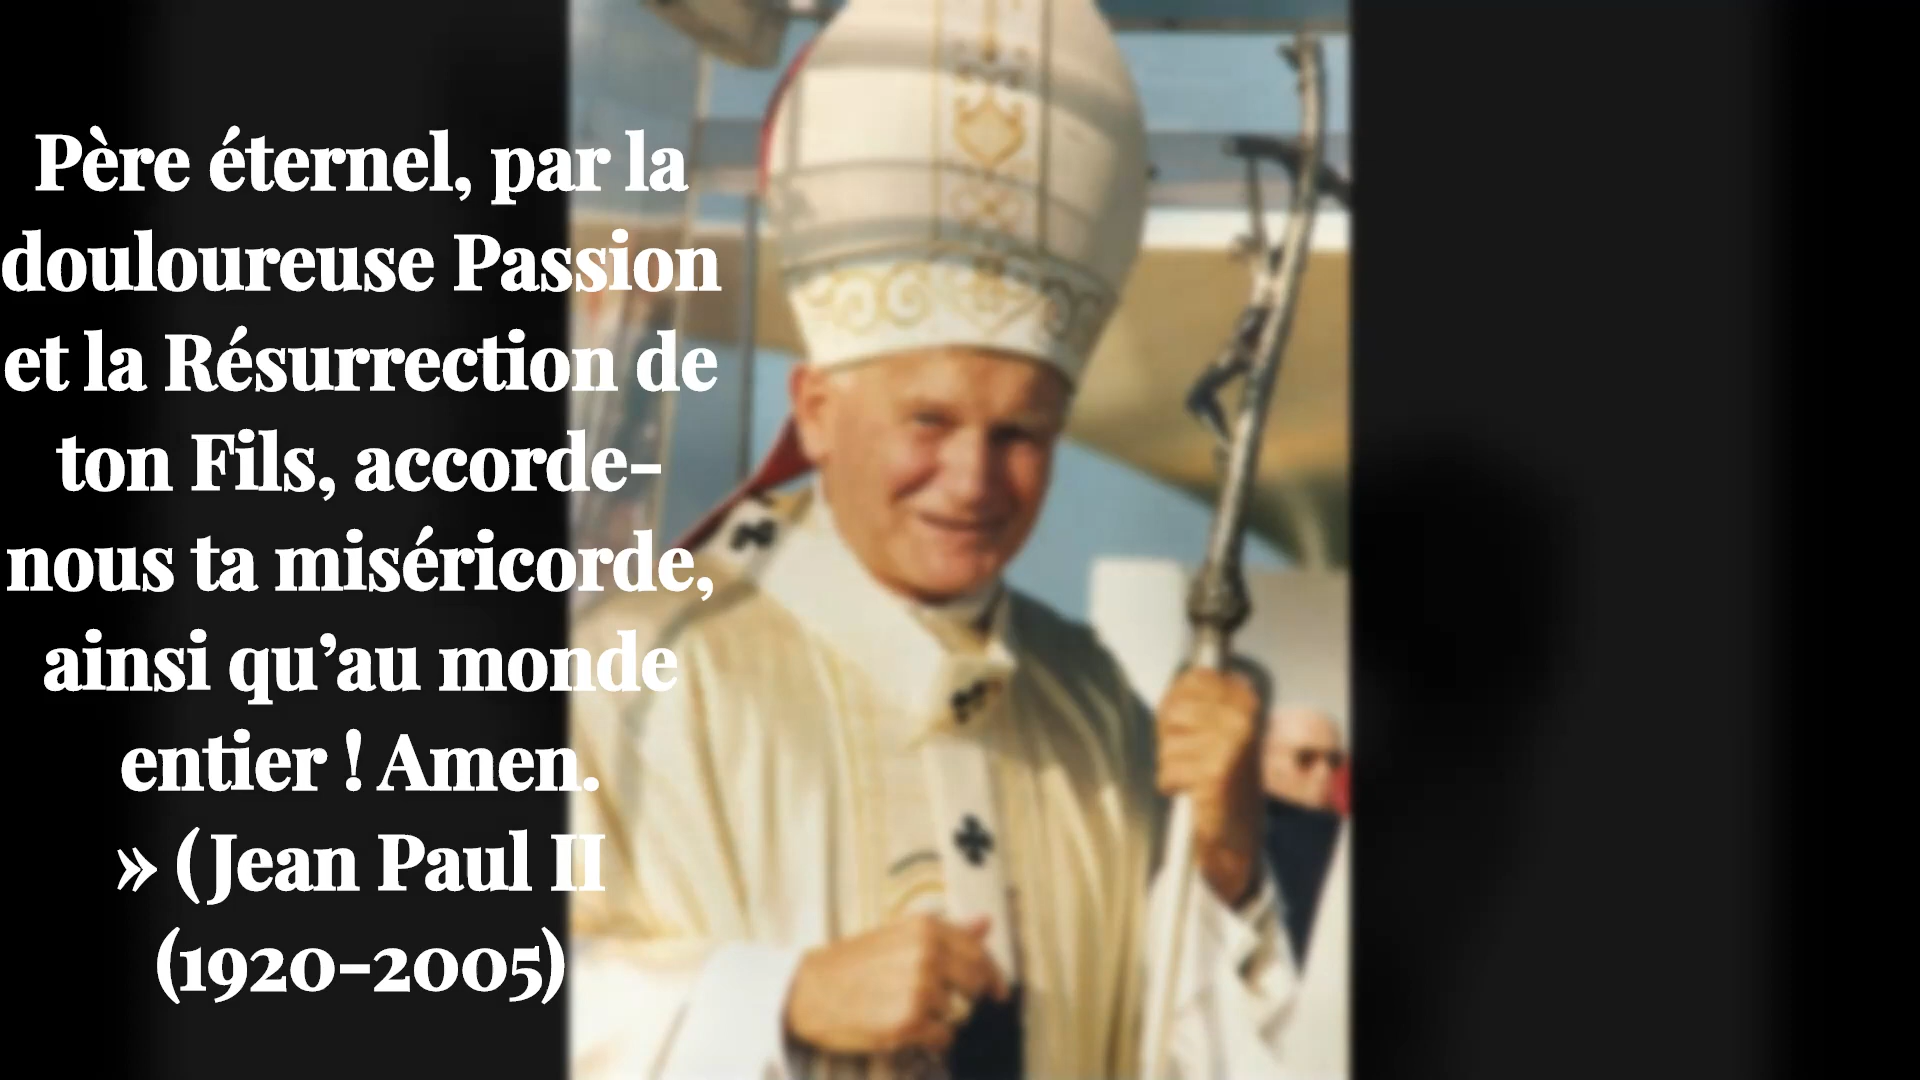 Père éternel, par la
douloureuse Passion
et la Résurrection de
ton Fils, accorde-
nous ta miséricorde,
ainsi qu’au monde
entier ! Amen.
» (Jean Paul II
(1920-2005)